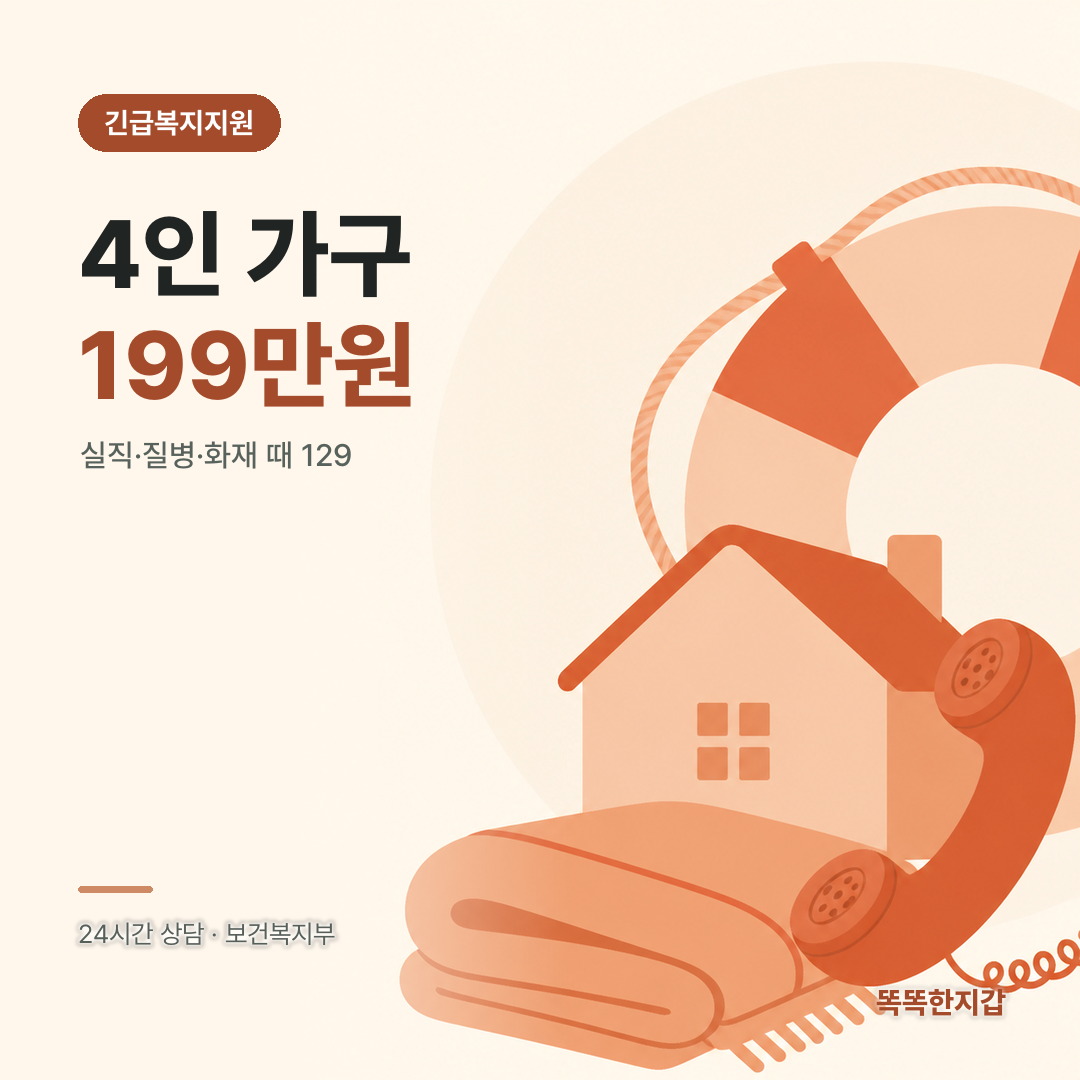 긴급복지지원
4인 가구
199만원
실직·질병·화재 때 129
24시간 상담 · 보건복지부
똑똑한지갑